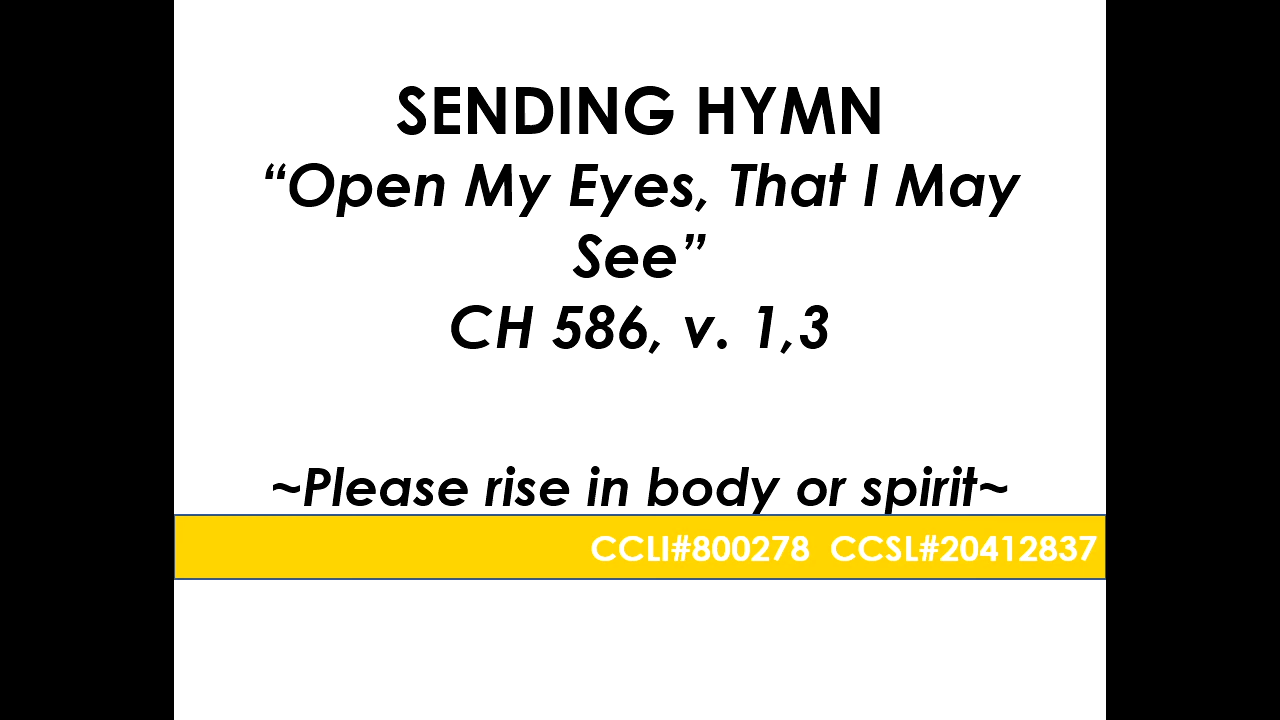 SENDING HYMN
“Open My Eyes, That I May
See”
CH 586, v. 1,3
~Please rise in body or spirit~
CCLI#800278  CCSL#20412837